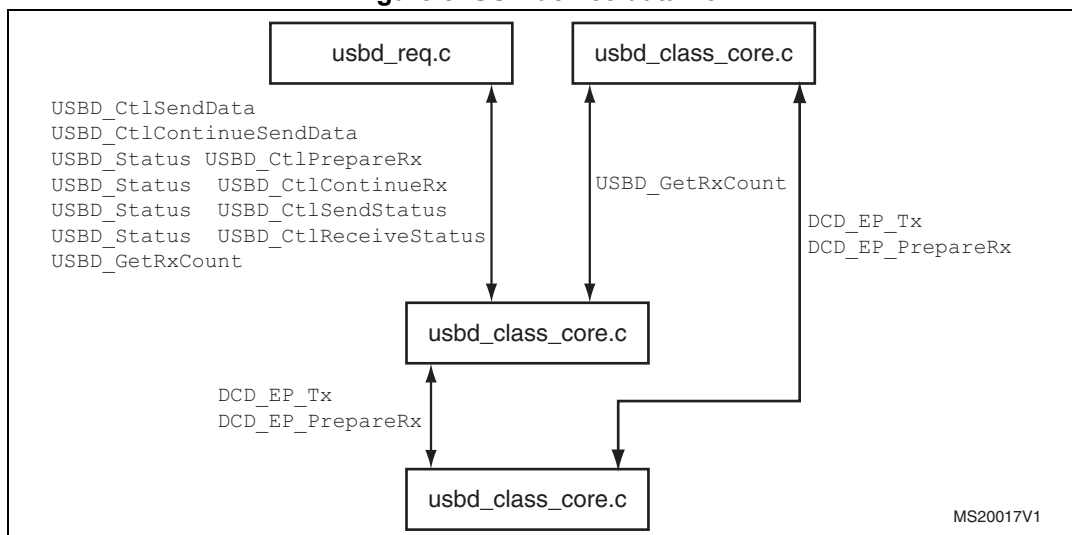 usbd_req.c
usbd_class_core.c
USBD_CtlSendData
USBD_CtlContinueSendData
USBD_Status USBD_CtlPrepareRx
USBD_Status  USBD_CtlContinueRx
USBD_Status  USBD_CtlSendStatus
USBD_Status  USBD_CtlReceiveStatus
USBD_GetRxCount
USBD_GetRxCount
DCD_EP_Tx
DCD_EP_PrepareRx
usbd_class_core.c
DCD_EP_Tx
DCD_EP_PrepareRx
usbd_class_core.c
MS20017V1